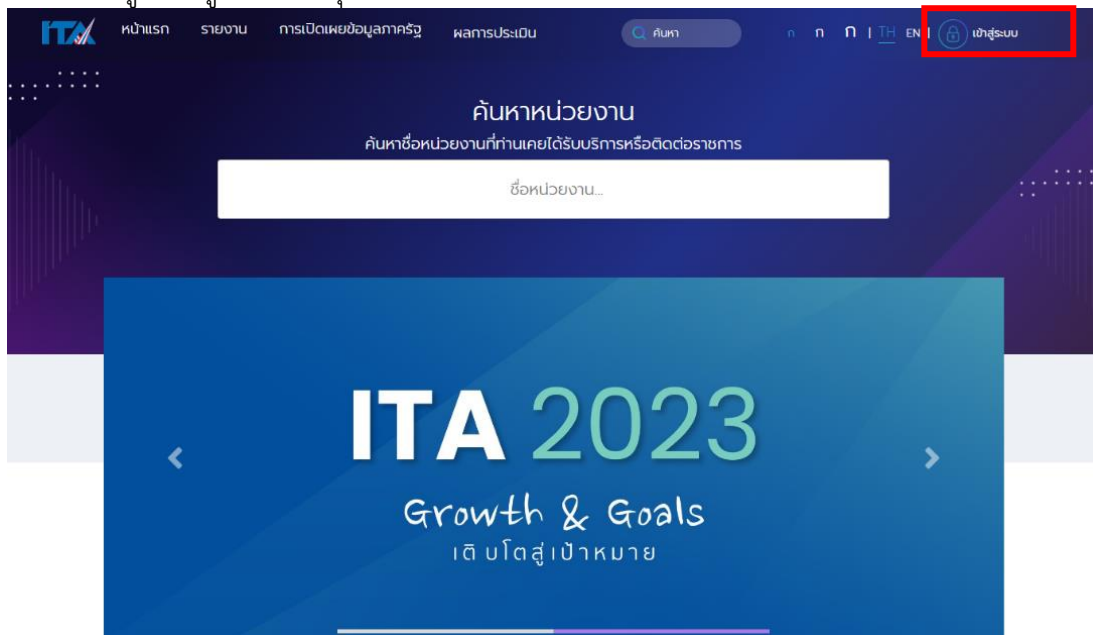 ITA หน้าแรก รายงาน การเปิดเผยข้อมูลภาครัฐ ผลการประเมิน ค้นหา ก ก ก | TH EN | เข้าสู่ระบบ
ค้นหาหน่วยงาน
ค้นหาชื่อหน่วยงานที่ท่านเคยได้รับบริการหรือติดต่อราชการ
ชื่อหน่วยงาน...
ITA 2023
Growth & Goals
เติบโตสู่เป้าหมาย